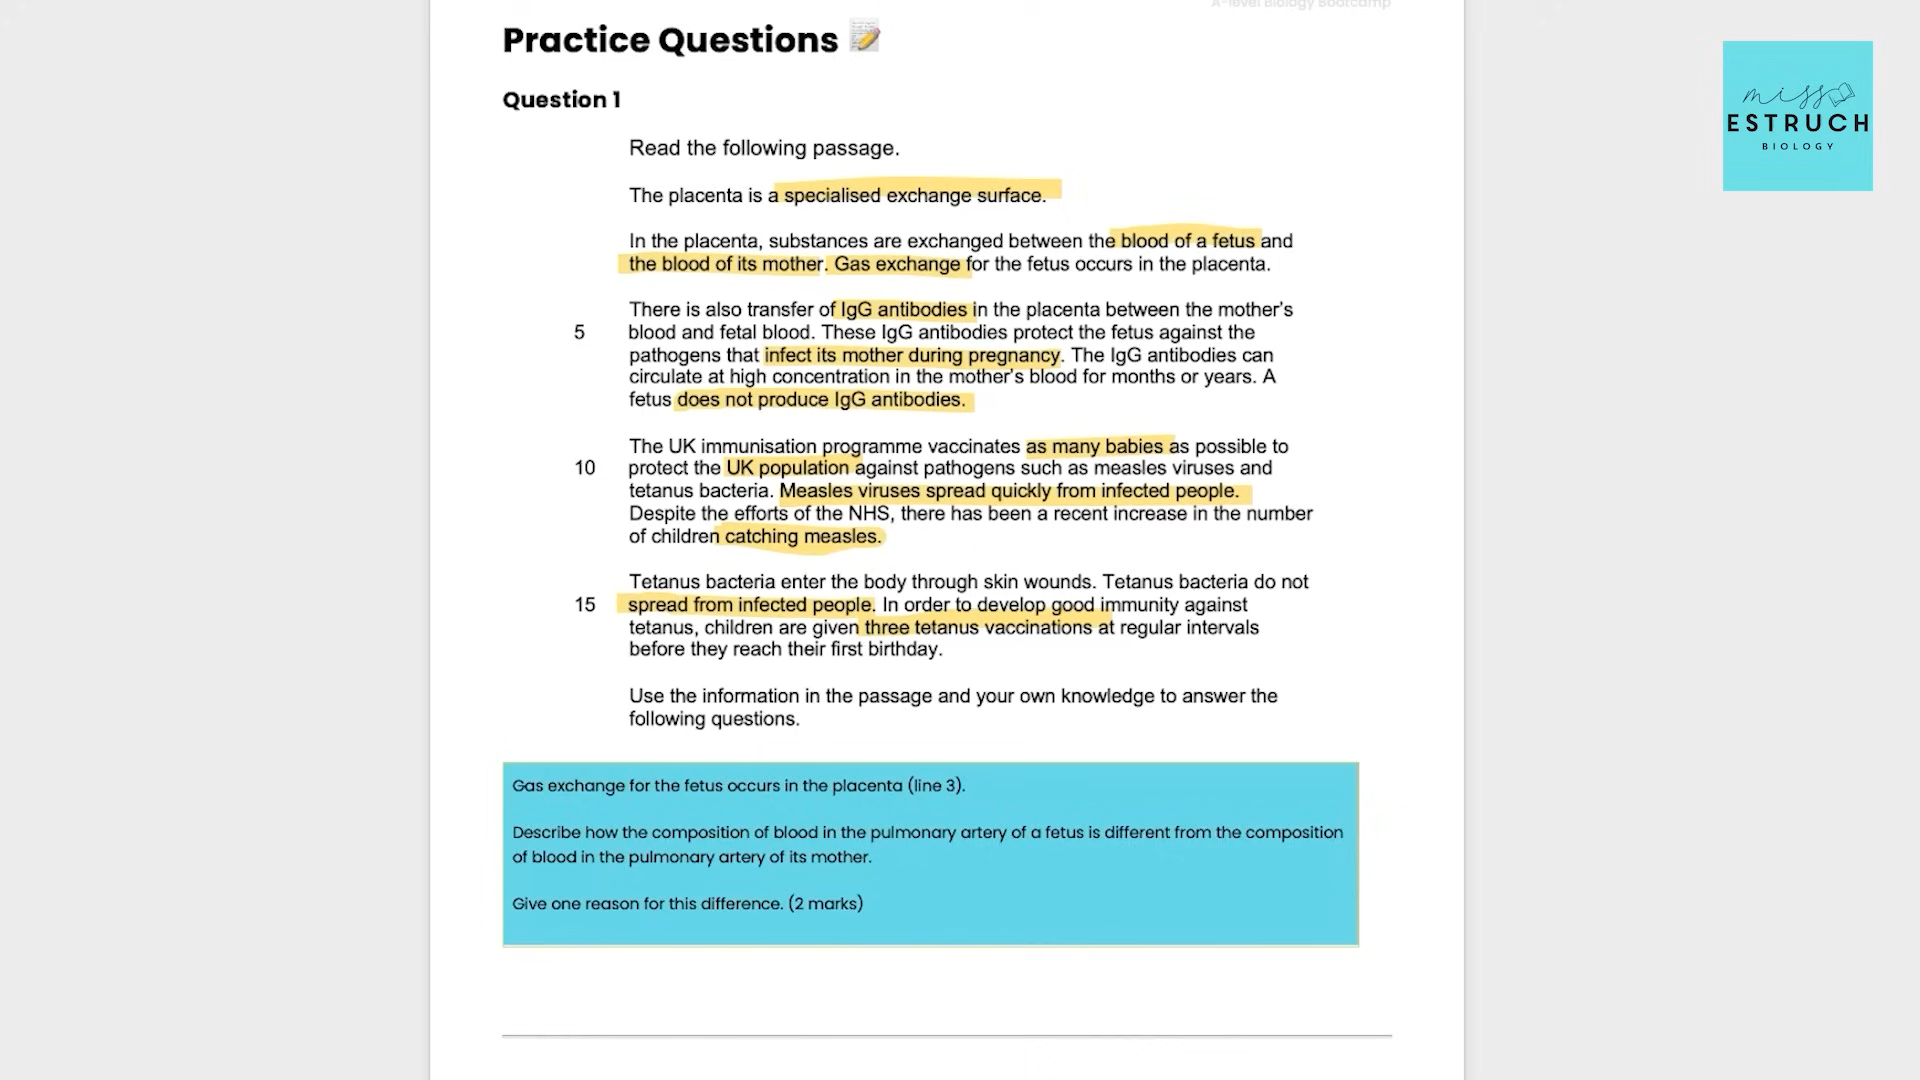 A-level Biology Bootcamp
Practice Questions
miss
ESTRUCH
BIOLOGY
Question 1
Read the following passage.
The placenta is a specialised exchange surface.
In the placenta, substances are exchanged between the blood of a fetus and
the blood of its mother. Gas exchange for the fetus occurs in the placenta.
There is also transfer of IgG antibodies in the placenta between the mother's
5 blood and fetal blood. These IgG antibodies protect the fetus against the
pathogens that infect its mother during pregnancy. The IgG antibodies can
circulate at high concentration in the mother's blood for months or years. A
fetus does not produce IgG antibodies.
The UK immunisation programme vaccinates as many babies as possible to
10 protect the UK population against pathogens such as measles viruses and
tetanus bacteria. Measles viruses spread quickly from infected people.
Despite the efforts of the NHS, there has been a recent increase in the number
of children catching measles.
Tetanus bacteria enter the body through skin wounds. Tetanus bacteria do not
15 spread from infected people. In order to develop good immunity against
tetanus, children are given three tetanus vaccinations at regular intervals
before they reach their first birthday.
Use the information in the passage and your own knowledge to answer the
following questions.
Gas exchange for the fetus occurs in the placenta (line 3).
Describe how the composition of blood in the pulmonary artery of a fetus is different from the composition
of blood in the pulmonary artery of its mother.
Give one reason for this difference. (2 marks)